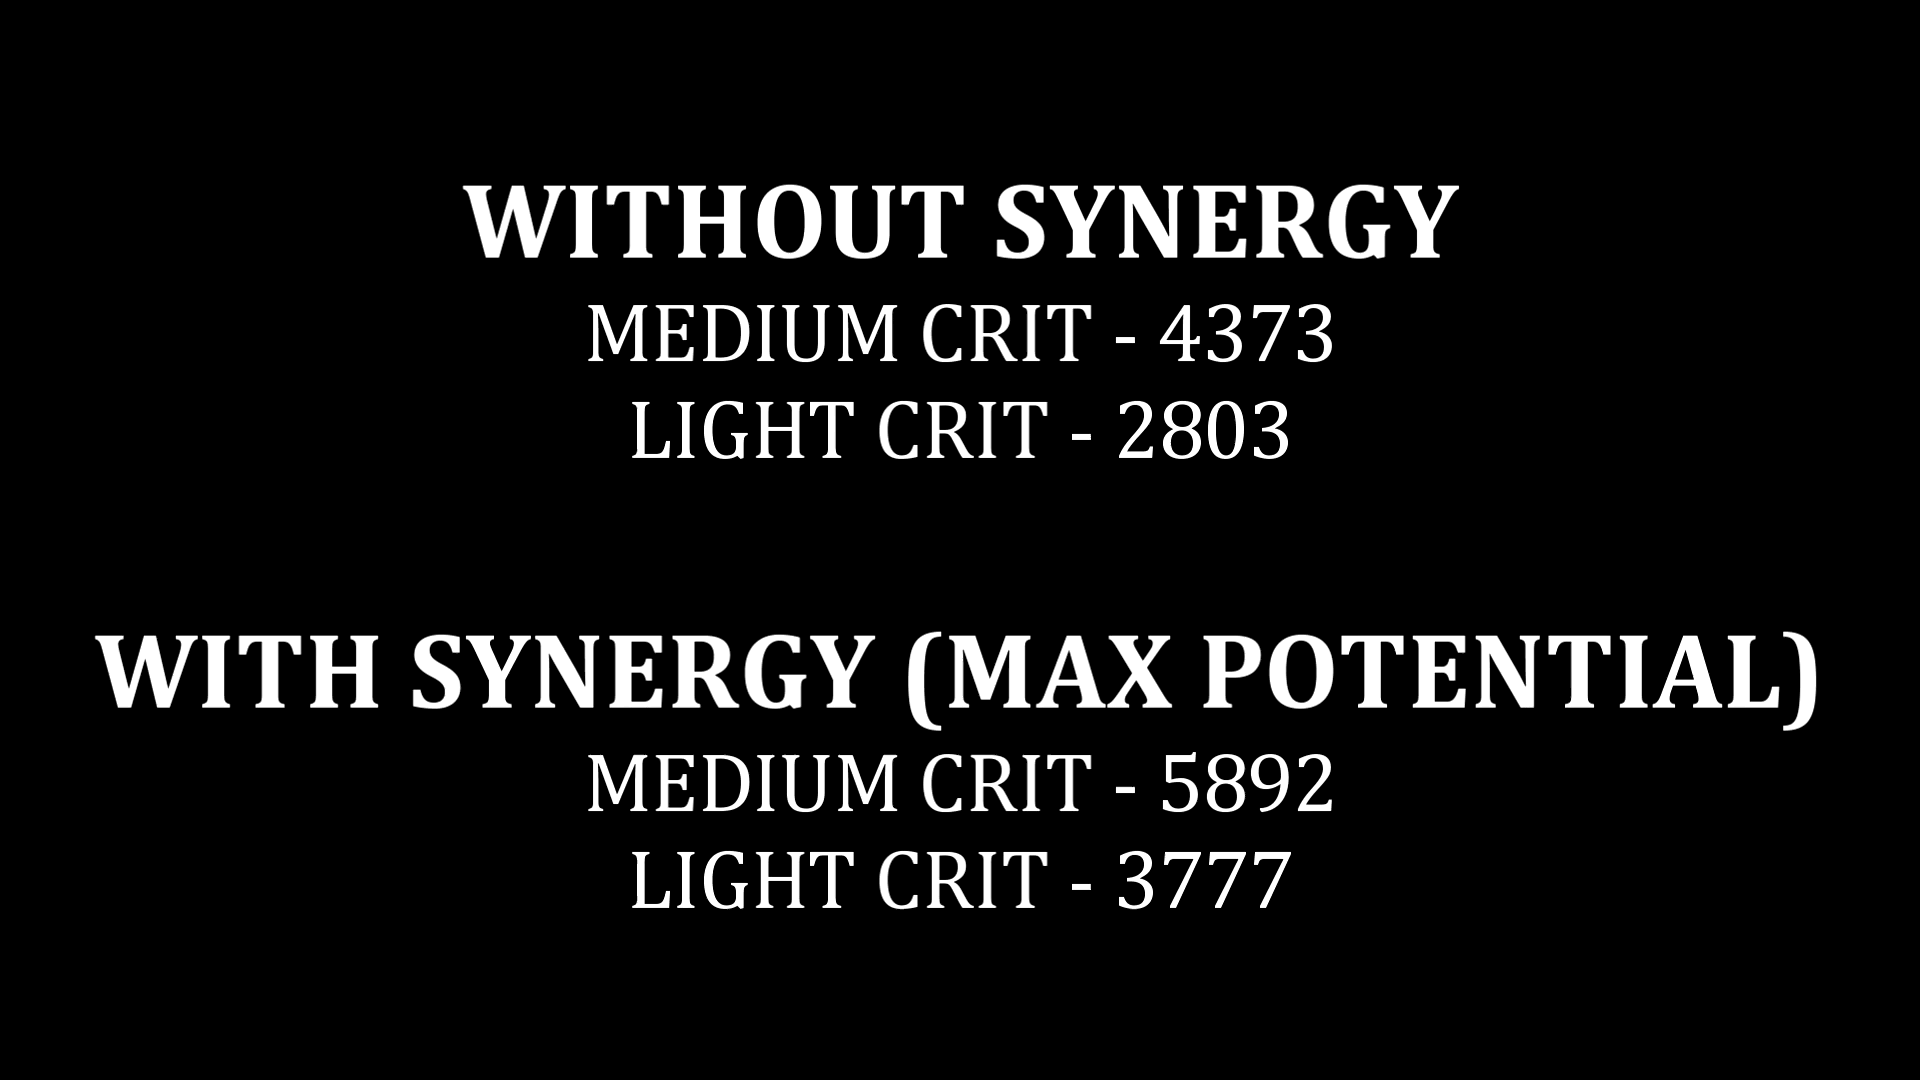 WITHOUT SYNERGY
MEDIUM CRIT - 4373
LIGHT CRIT - 2803
WITH SYNERGY (MAX POTENTIAL)
MEDIUM CRIT - 5892
LIGHT CRIT - 3777